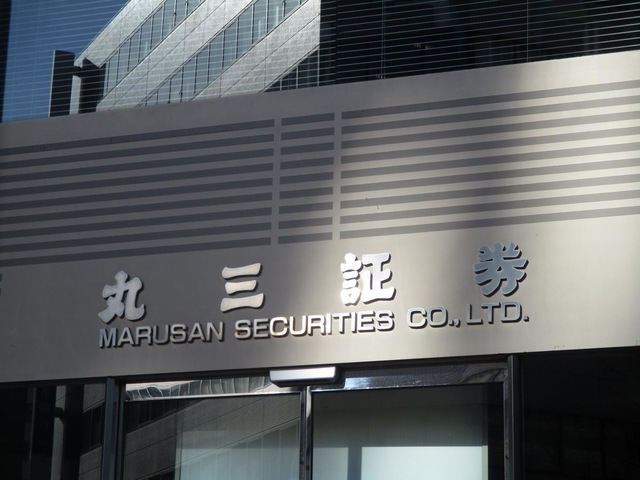 丸三証券
MARUSAN SECURITIES CO., LTD.